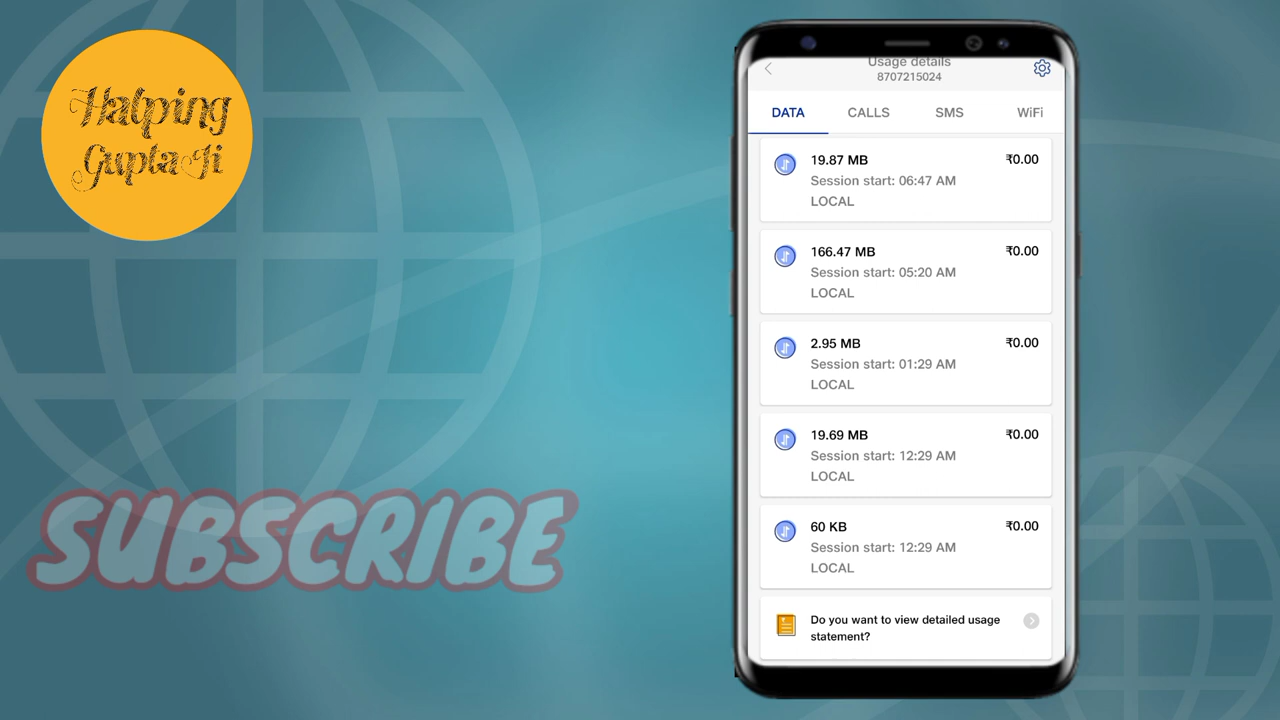 Halping
Gupta Ji
SUBSCRIBE
Usage details
8707215024
DATA
CALLS
SMS
WiFi
19.87 MB
₹0.00
Session start: 06:47 AM
LOCAL
166.47 MB
₹0.00
Session start: 05:20 AM
LOCAL
2.95 MB
₹0.00
Session start: 01:29 AM
LOCAL
19.69 MB
₹0.00
Session start: 12:29 AM
LOCAL
60 KB
₹0.00
Session start: 12:29 AM
LOCAL
Do you want to view detailed usage
statement?